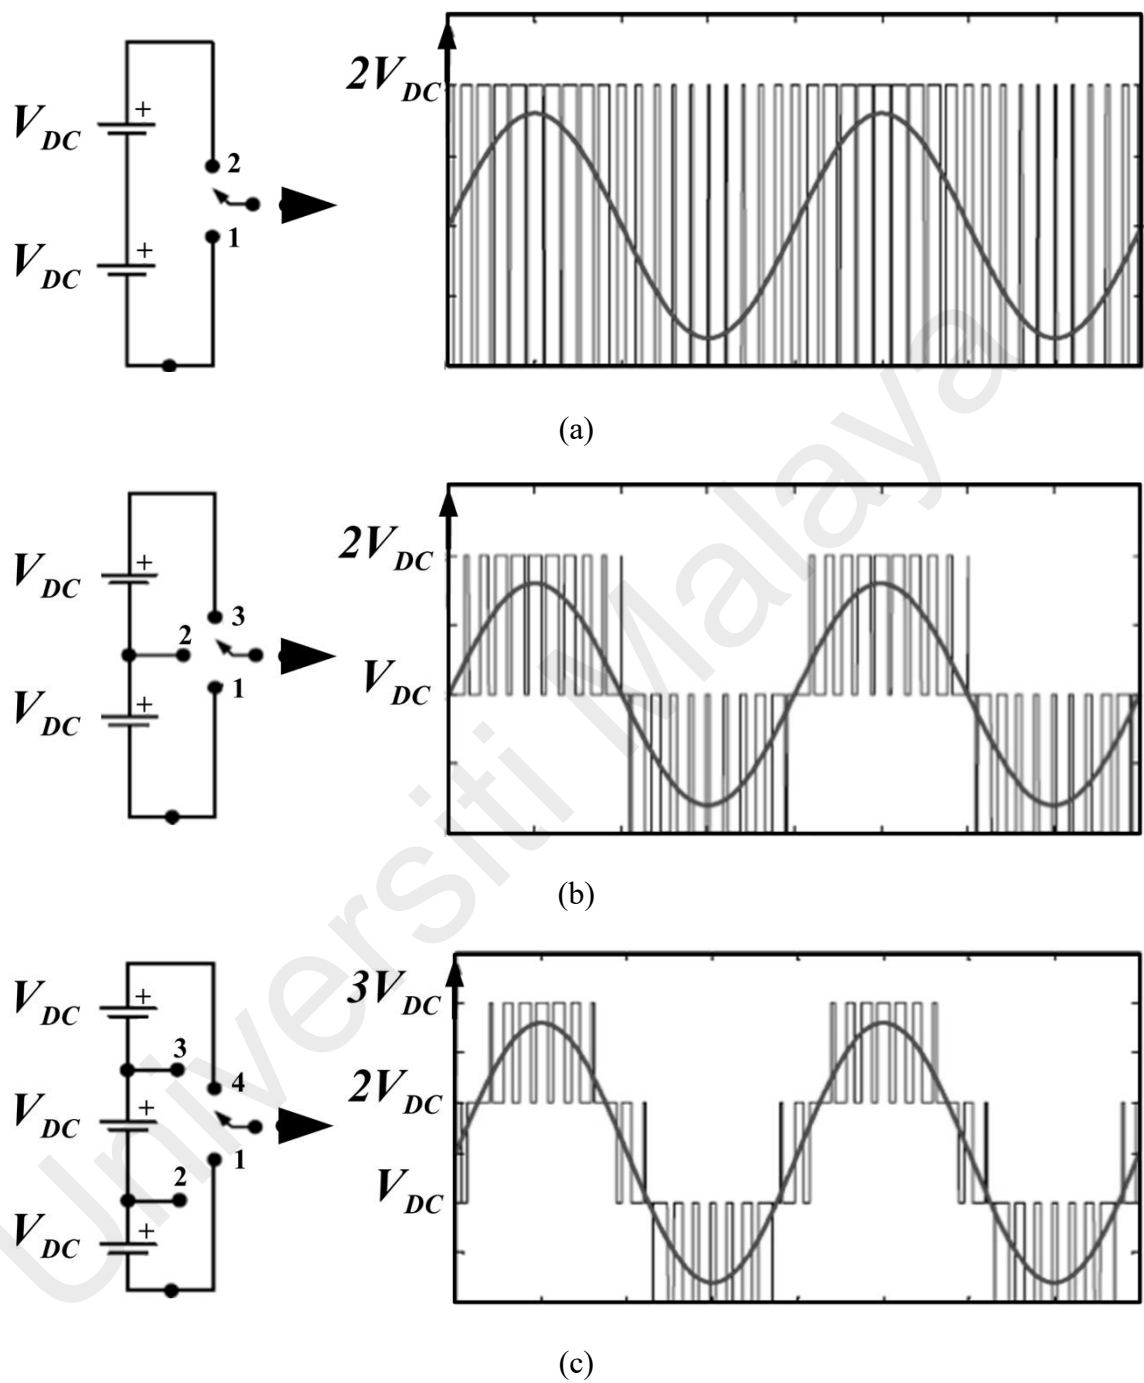 2V_DC
V_DC
+
2
1
V_DC
+
(a)
2V_DC
V_DC
+
3
2
V_DC
1
V_DC
+
(b)
3V_DC
V_DC
+
3
4
2V_DC
V_DC
+
1
2
V_DC
V_DC
+
(c)
Universiti Malaya